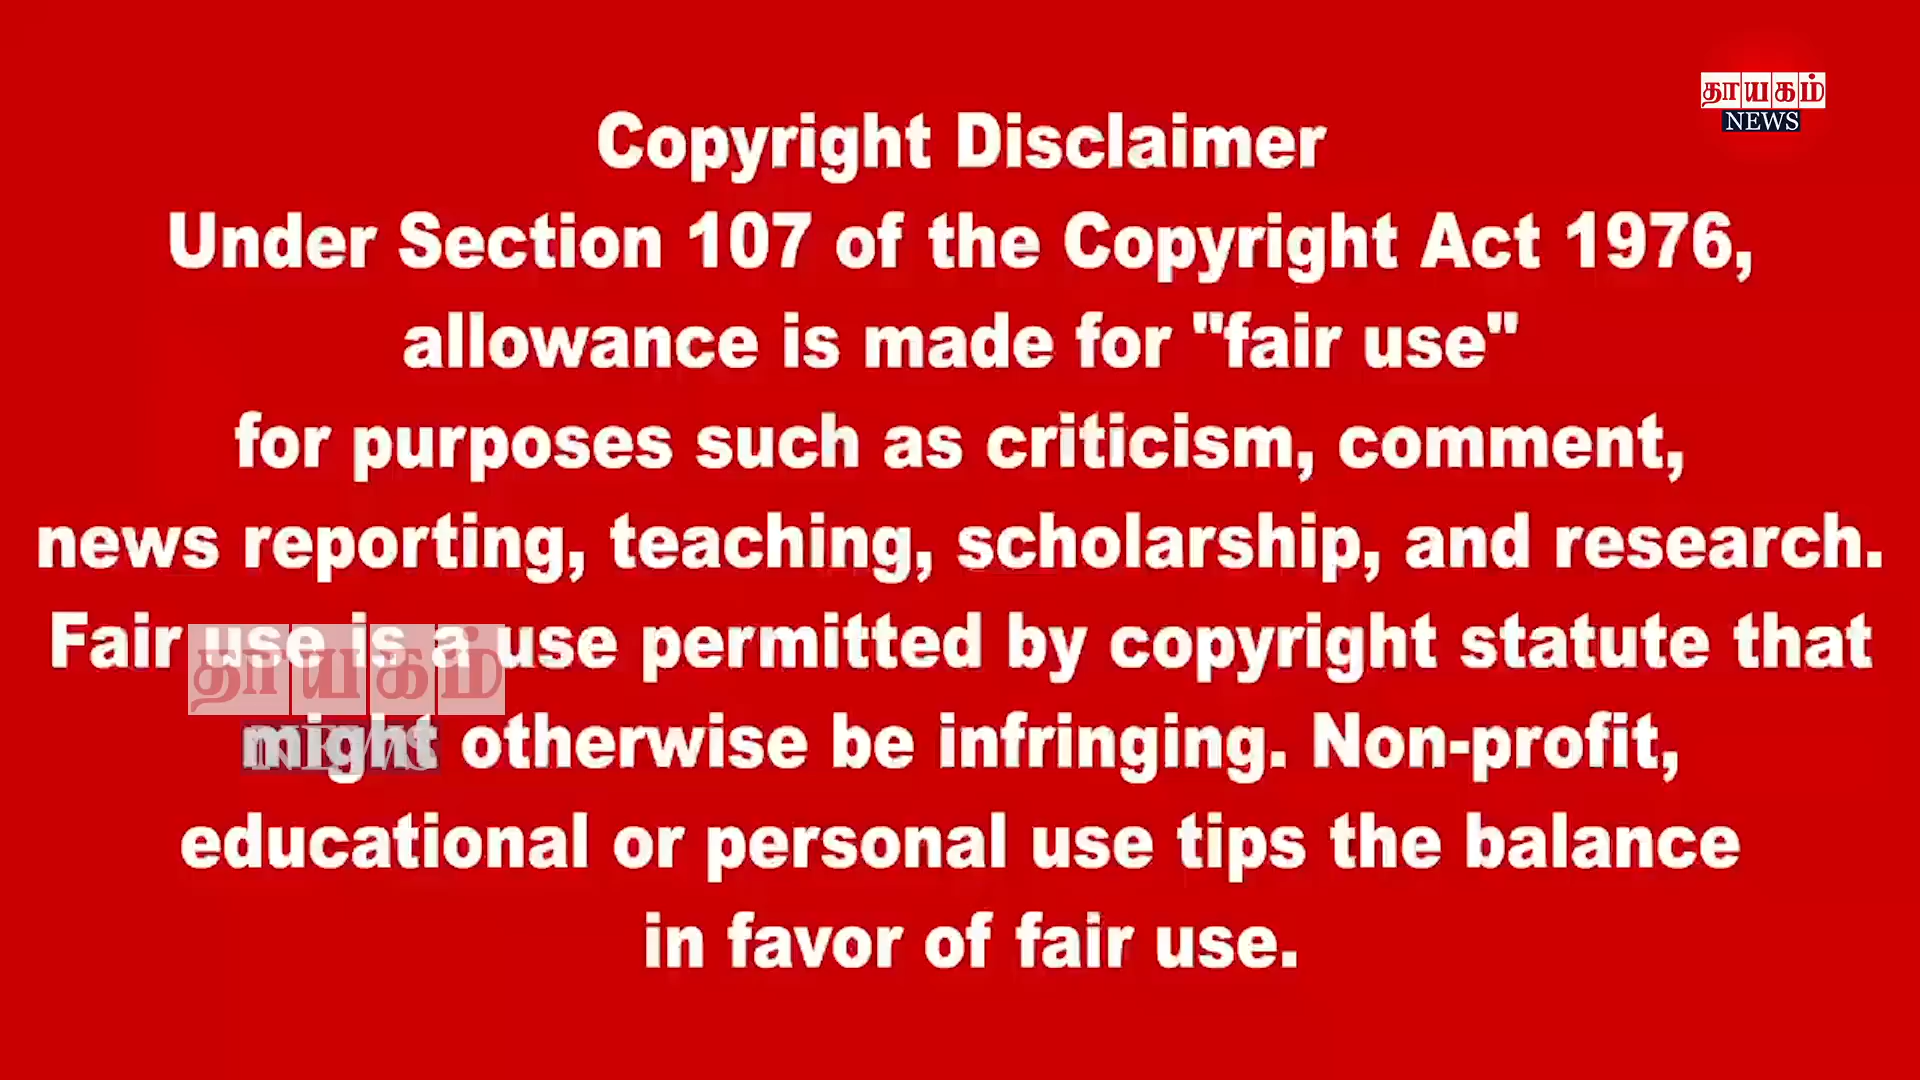 தாயகம்
NEWS
Copyright Disclaimer
Under Section 107 of the Copyright Act 1976,
allowance is made for "fair use"
for purposes such as criticism, comment,
news reporting, teaching, scholarship, and research.
Fair use is a use permitted by copyright statute that
might otherwise be infringing. Non-profit,
educational or personal use tips the balance
in favor of fair use.
தாயகம்
NEWS